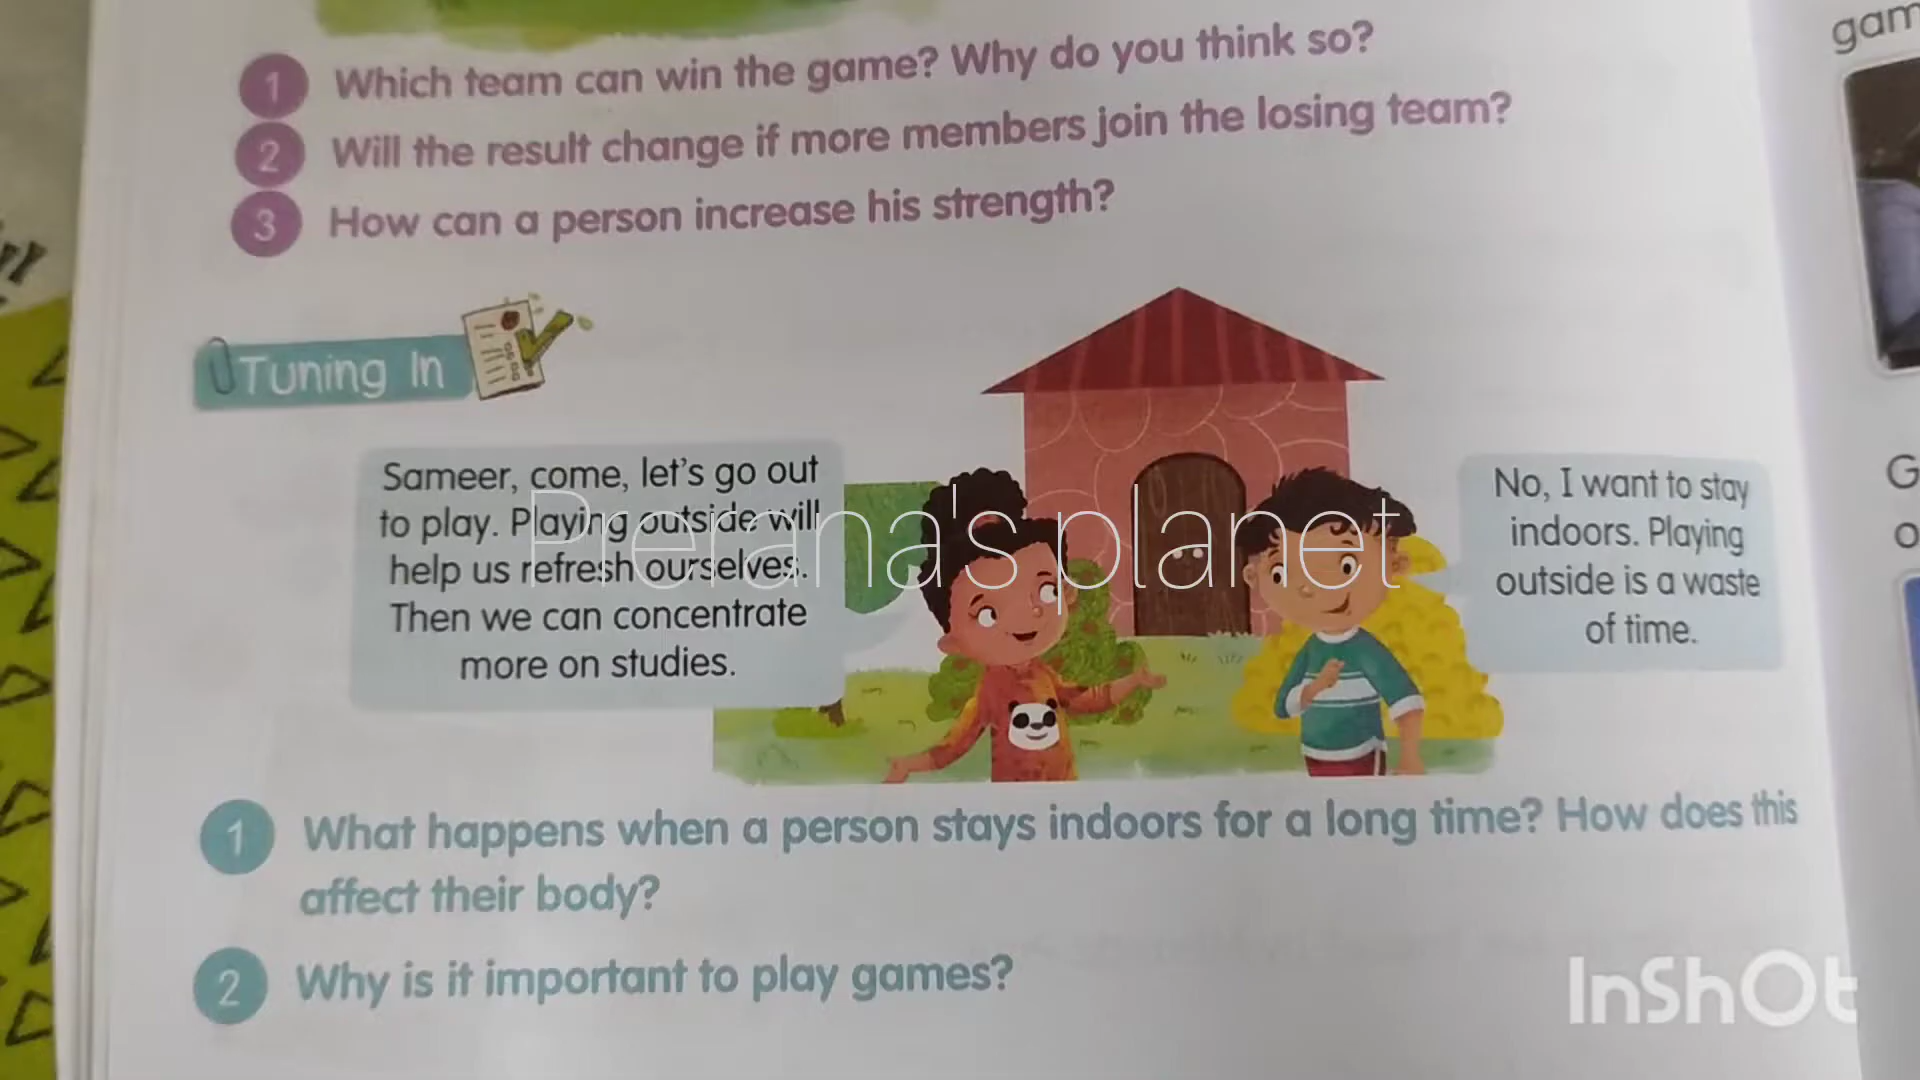 1 Which team can win the game? Why do you think so?
2 Will the result change if more members join the losing team?
3 How can a person increase his strength?
Tuning In
Sameer, come, let's go out
to play. Playing outside will
help us refresh ourselves.
Then we can concentrate
more on studies.
No, I want to stay
indoors. Playing
outside is a waste
of time.
Prerana's planet
1 What happens when a person stays indoors for a long time? How does this
affect their body?
2 Why is it important to play games?
InShOt